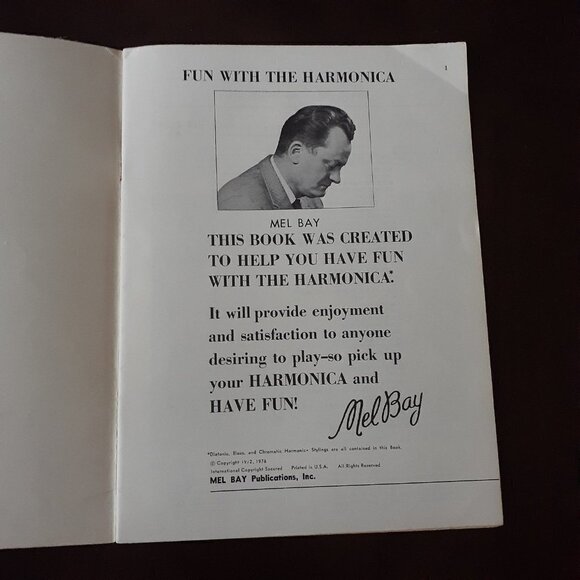 1
FUN WITH THE HARMONICA
MEL BAY
THIS BOOK WAS CREATED
TO HELP YOU HAVE FUN
WITH THE HARMONICA*.
It will provide enjoyment
and satisfaction to anyone
desiring to play—so pick up
your HARMONICA and
HAVE FUN!
Mel Bay
*Diatonic, Blues, and Chromatic Harmonica Stylings are all contained in this Book.
© Copyright 1972, 1976
International Copyright Secured Printed in U.S.A. All Rights Reserved
MEL BAY Publications, Inc.